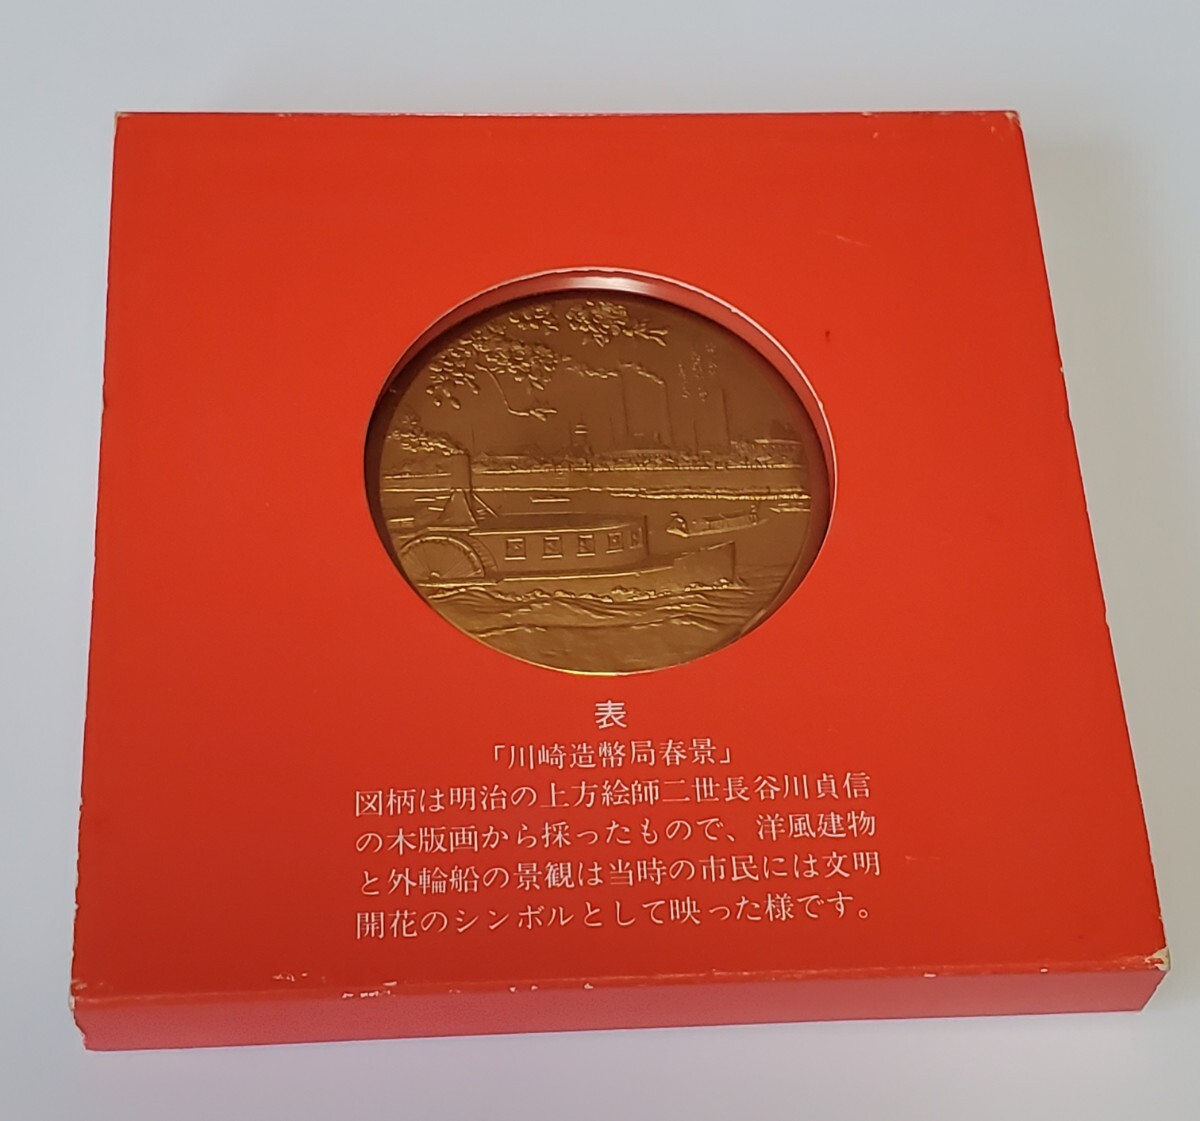 表
「川崎造幣局春景」
図柄は明治の上方絵師二世長谷川貞信
の木版画から採ったもので、洋風建物
と外輪船の景観は当時の市民には文明
開花のシンボルとして映った様です。